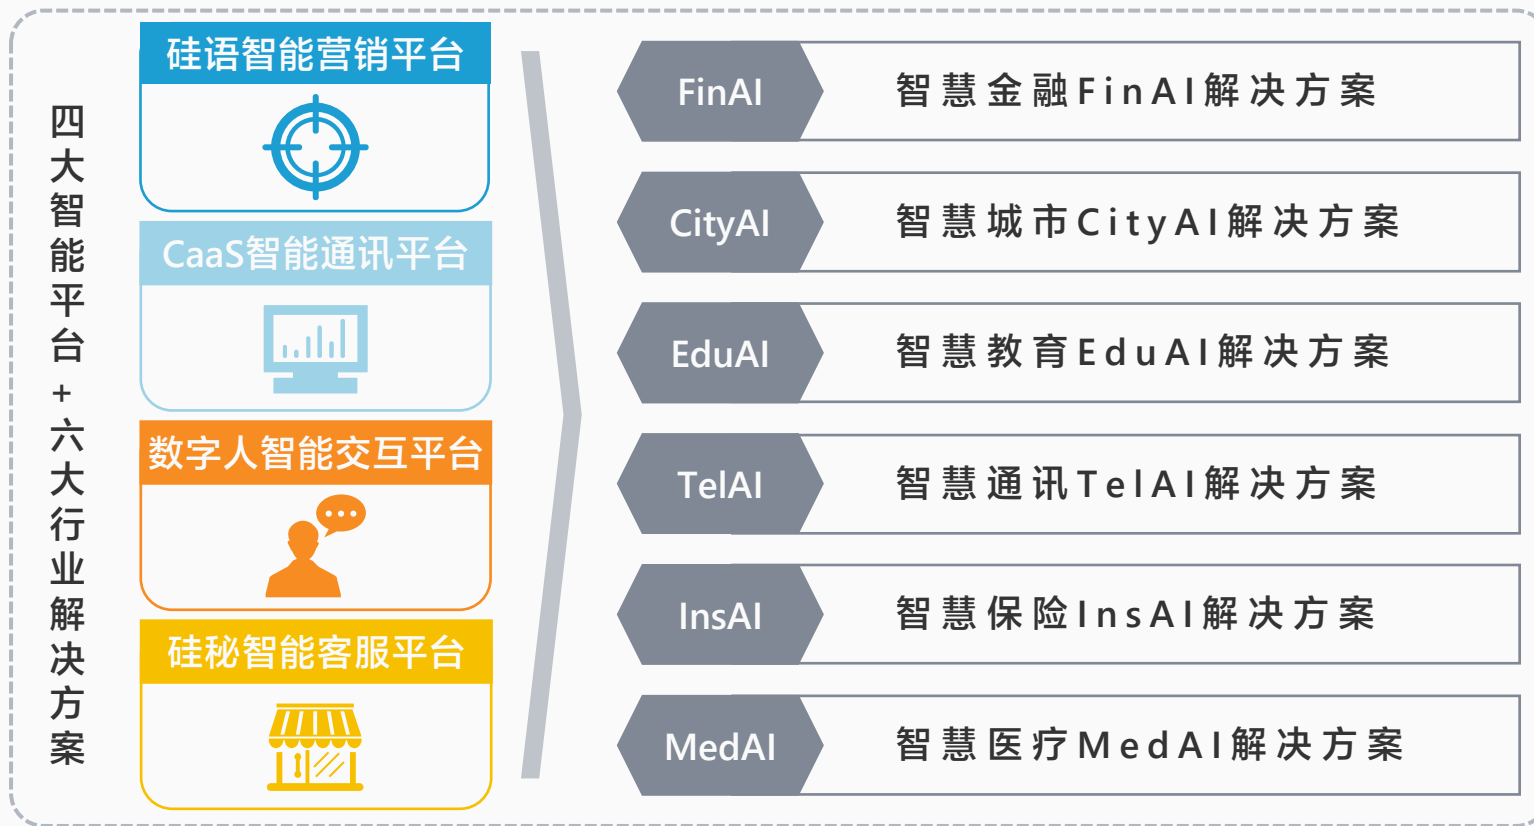 四大智能平台+六大行业解决方案
硅语智能营销平台
CaaS智能通讯平台
数字人智能交互平台
硅秘智能客服平台
FinAI
智慧金融FinAI解决方案
CityAI
智慧城市CityAI解决方案
EduAI
智慧教育EduAI解决方案
TelAI
智慧通讯TelAI解决方案
InsAI
智慧保险InsAI解决方案
MedAI
智慧医疗MedAI解决方案